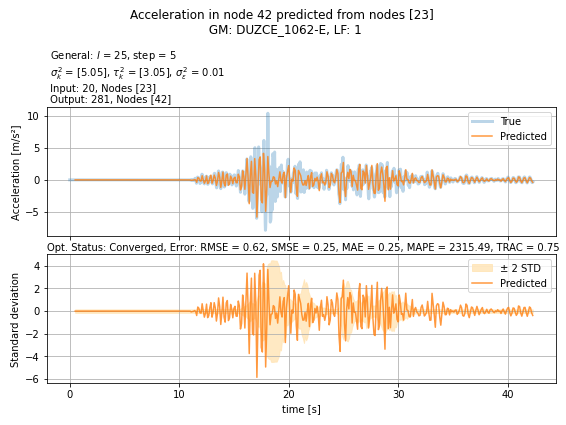 Acceleration in node 42 predicted from nodes [23]
GM: DUZCE_1062-E, LF: 1
General: l = 25, step = 5
σ²ₖ = [5.05], τ²ₖ = [3.05], σ²ε = 0.01
Input: 20, Nodes [23]
Output: 281, Nodes [42]
Acceleration [m/s²]
10
5
0
−5
True
Predicted
Opt. Status: Converged, Error: RMSE = 0.62, SMSE = 0.25, MAE = 0.25, MAPE = 2315.49, TRAC = 0.75
Standard deviation
4
2
0
−2
−4
−6
± 2 STD
Predicted
0 10 20 30 40
time [s]